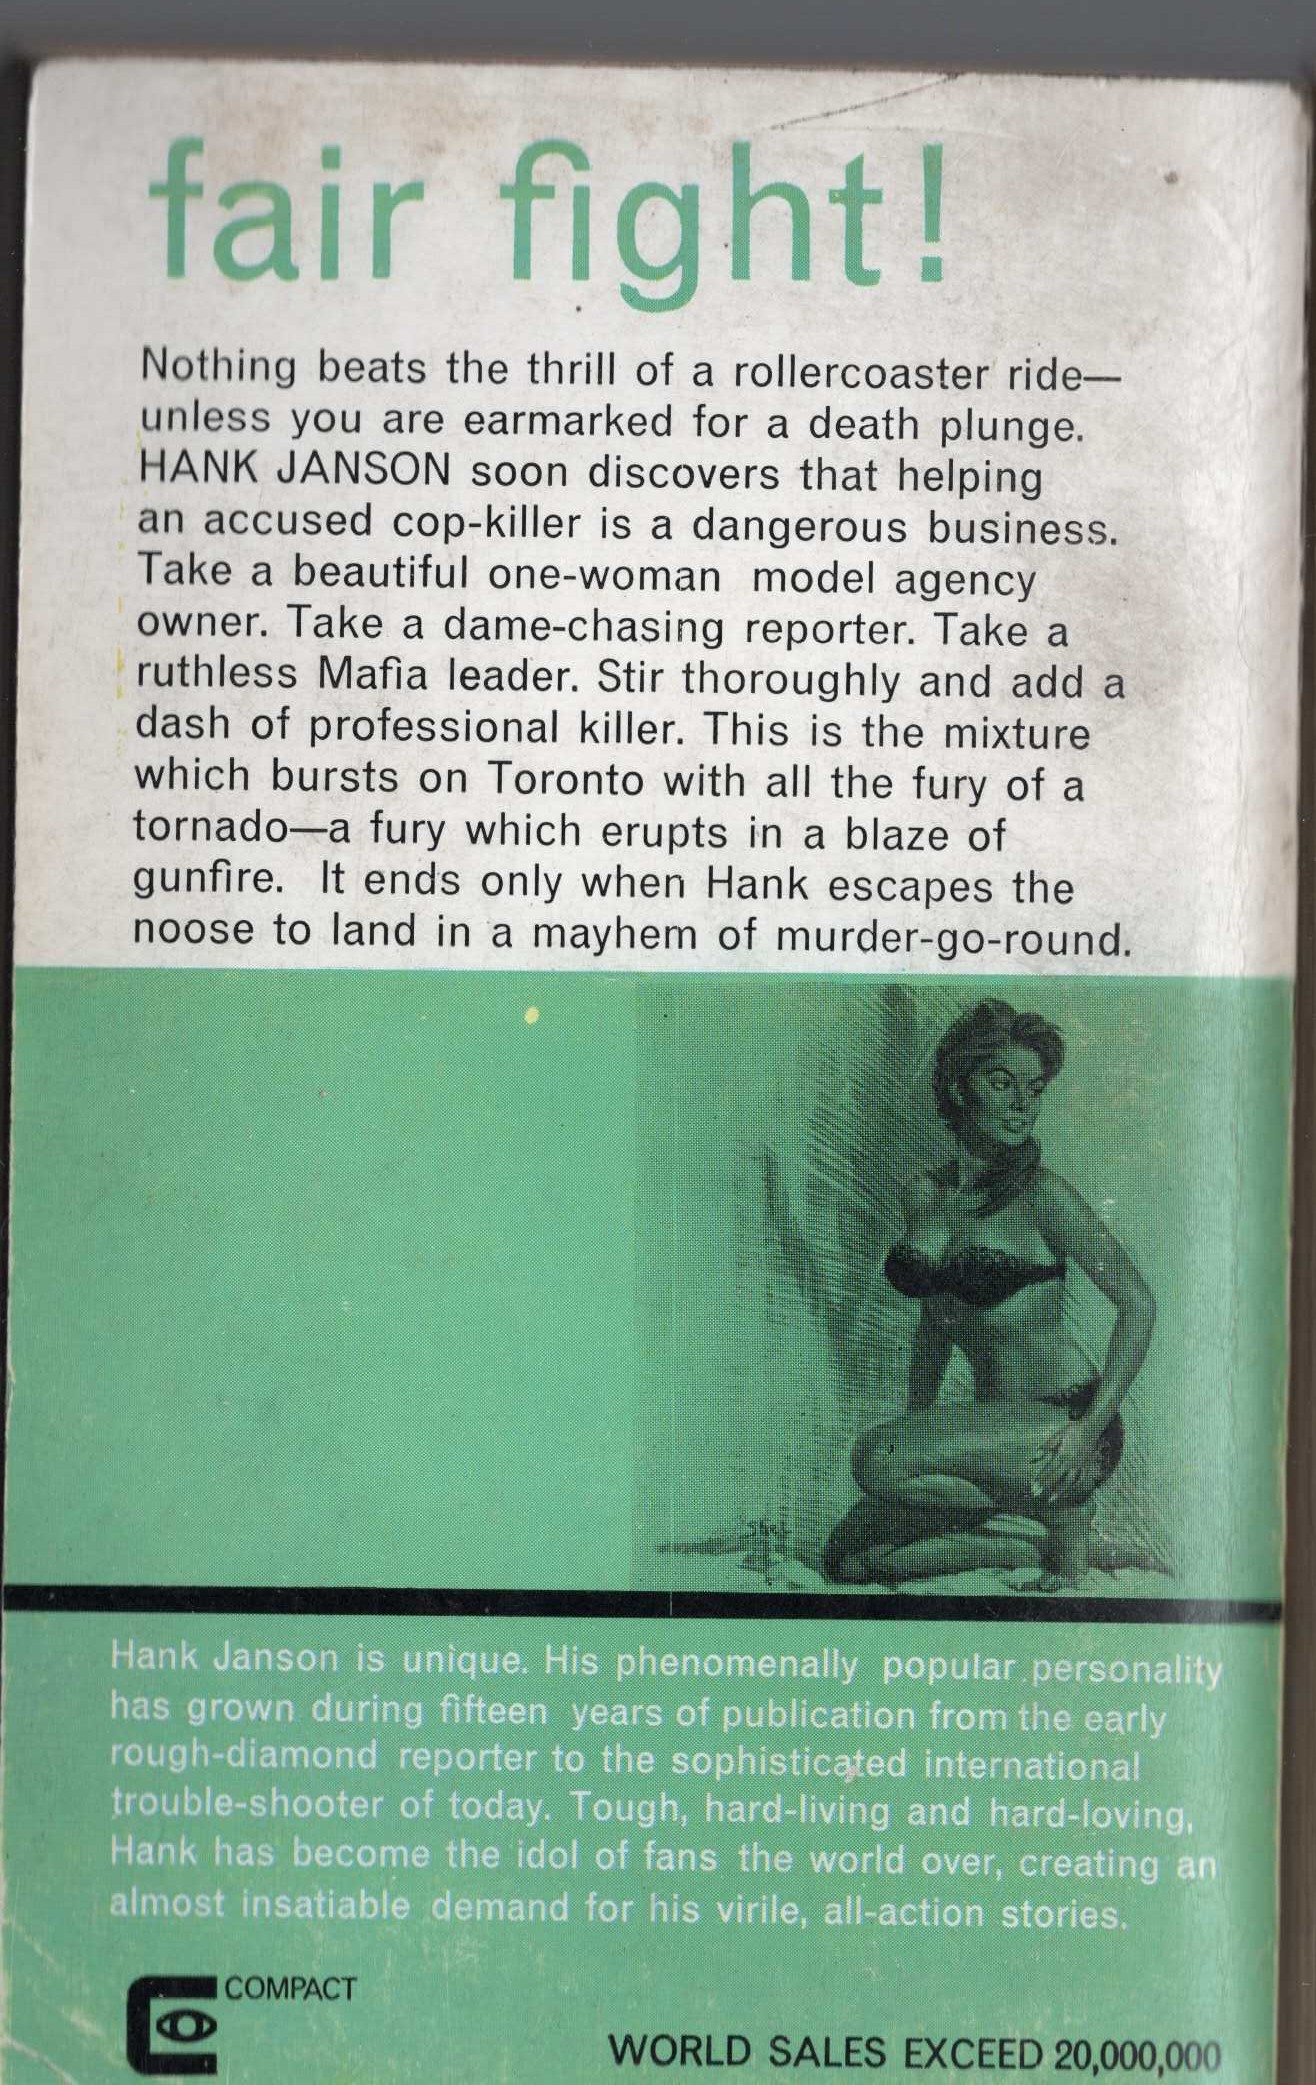 fair fight!
Nothing beats the thrill of a rollercoaster ride—
unless you are earmarked for a death plunge.
HANK JANSON soon discovers that helping
an accused cop-killer is a dangerous business.
Take a beautiful one-woman model agency
owner. Take a dame-chasing reporter. Take a
ruthless Mafia leader. Stir thoroughly and add a
dash of professional killer. This is the mixture
which bursts on Toronto with all the fury of a
tornado—a fury which erupts in a blaze of
gunfire. It ends only when Hank escapes the
noose to land in a mayhem of murder-go-round.
Hank Janson is unique. His phenomenally popular personality
has grown during fifteen years of publication from the early
rough-diamond reporter to the sophisticated international
trouble-shooter of today. Tough, hard-living and hard-loving,
Hank has become the idol of fans the world over, creating an
almost insatiable demand for his virile, all-action stories.
COMPACT
WORLD SALES EXCEED 20,000,000